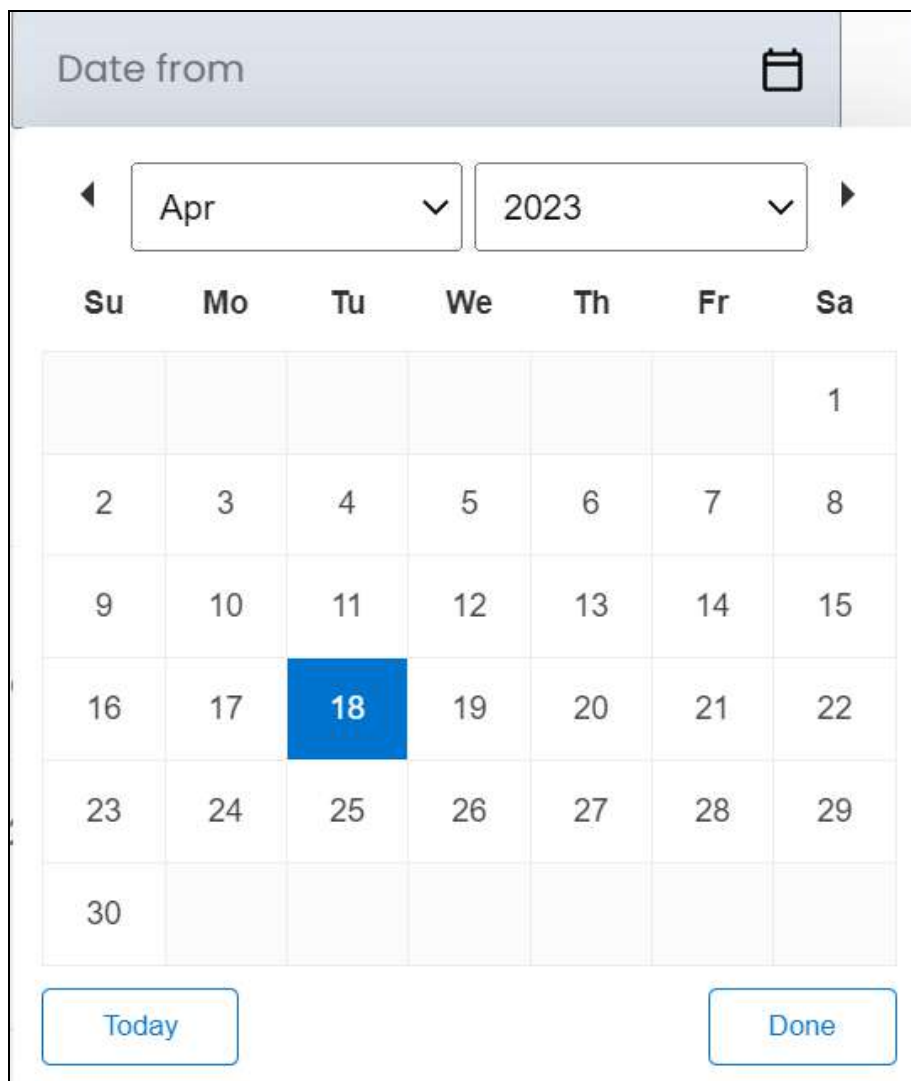 Date from
Apr 2023
Su Mo Tu We Th Fr Sa
1
2 3 4 5 6 7 8
9 10 11 12 13 14 15
16 17 18 19 20 21 22
23 24 25 26 27 28 29
30
Today Done